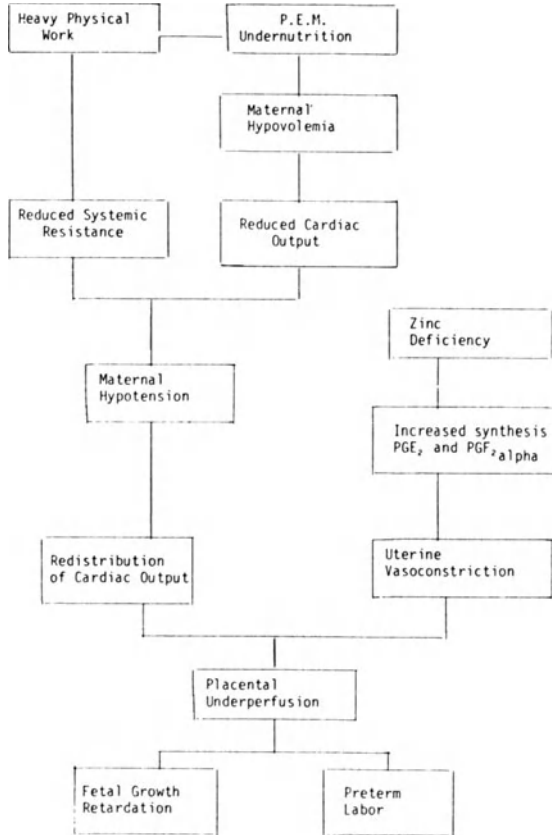 Heavy Physical
Work
P.E.M.
Undernutrition
Maternal
Hypovolemia
Reduced Systemic
Resistance
Reduced Cardiac
Output
Zinc
Deficiency
Maternal
Hypotension
Increased synthesis
PGE₂ and PGF₂alpha
Redistribution
of Cardiac Output
Uterine
Vasoconstriction
Placental
Underperfusion
Fetal Growth
Retardation
Preterm
Labor